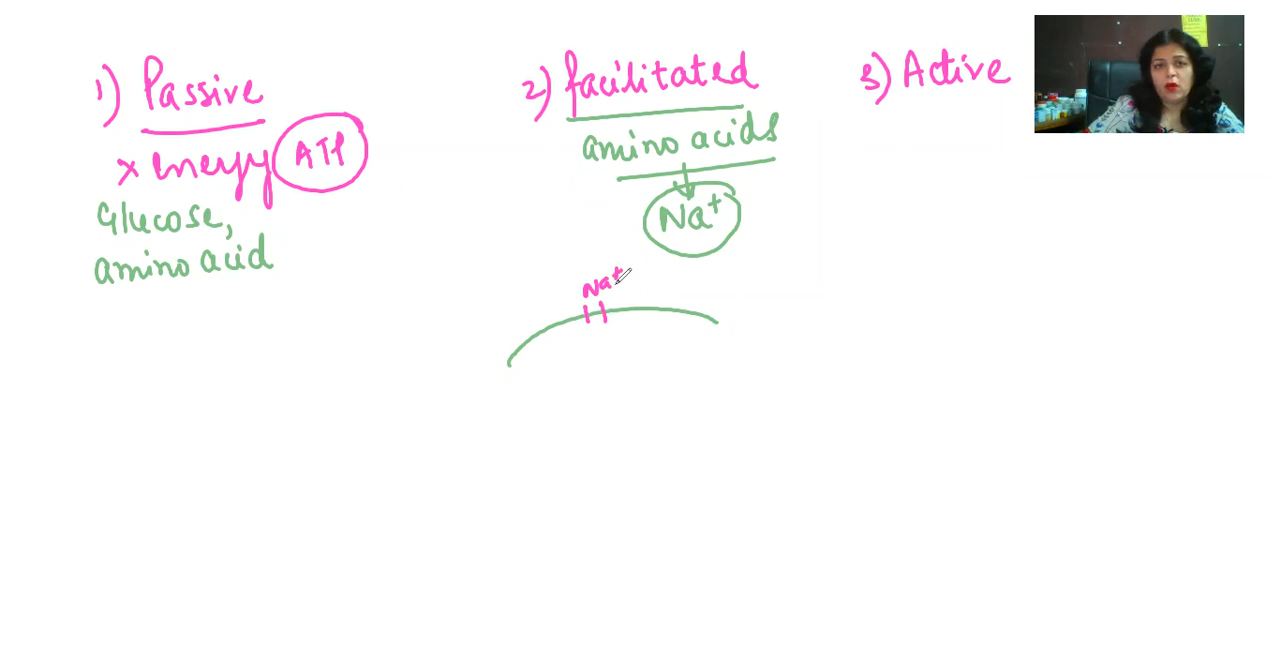 1) Passive
x energy ATP
Glucose,
amino acid
2) facilitated
amino acids
Na+
Na+
3) Active